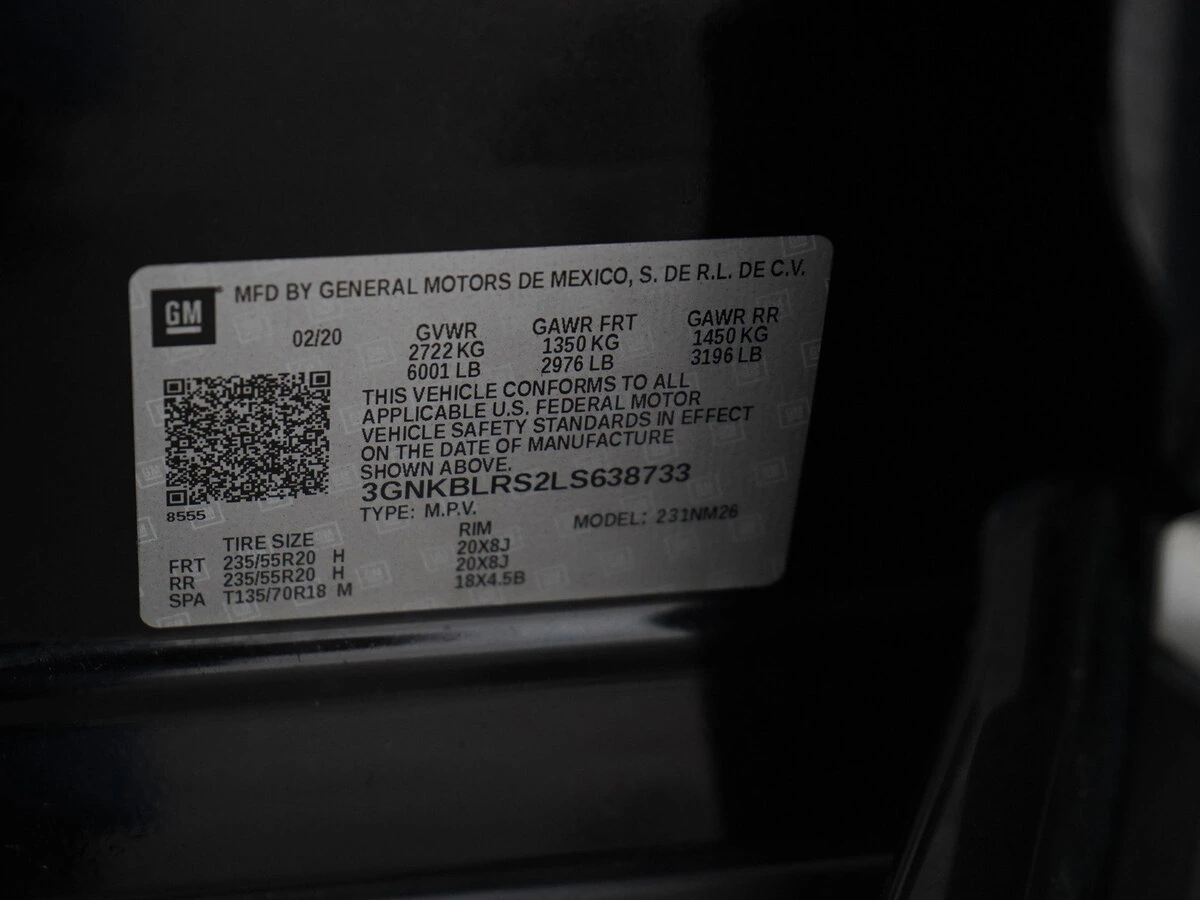 GM MFD BY GENERAL MOTORS DE MEXICO, S. DE R.L. DE C.V.
02/20 GVWR GAWR FRT GAWR RR
2722 KG 1350 KG 1450 KG
6001 LB 2976 LB 3196 LB
THIS VEHICLE CONFORMS TO ALL
APPLICABLE U.S. FEDERAL MOTOR
VEHICLE SAFETY STANDARDS IN EFFECT
ON THE DATE OF MANUFACTURE
SHOWN ABOVE.
3GNKBLRS2LS638733
8555
TYPE: M.P.V. MODEL: 231NM26
TIRE SIZE RIM
FRT 235/55R20 H 20X8J
RR 235/55R20 H 20X8J
SPA T135/70R18 M 18X4.5B